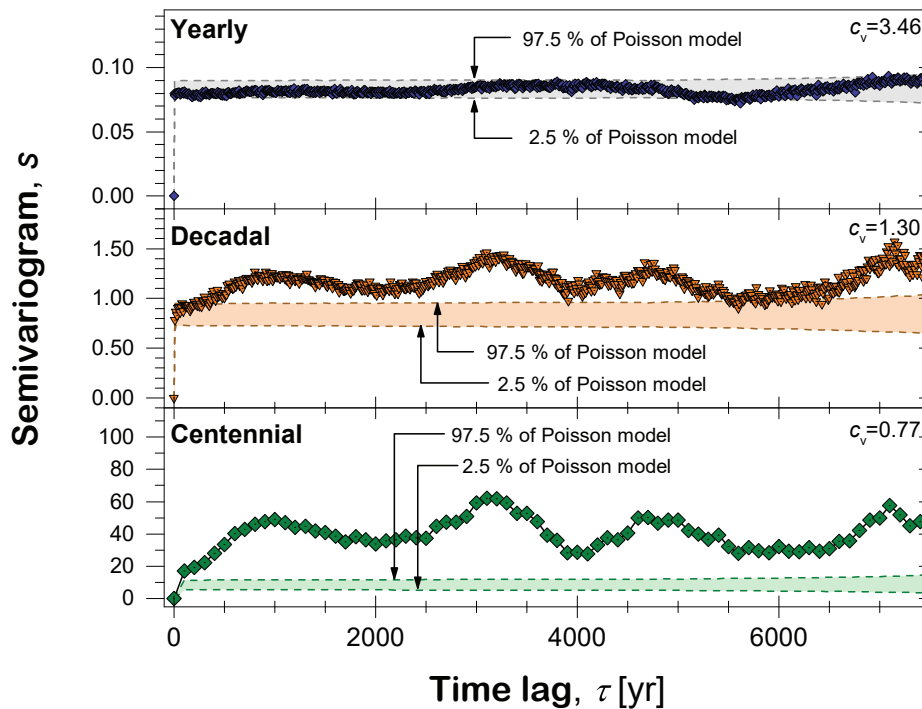 Yearly
c_v=3.46
97.5 % of Poisson model
2.5 % of Poisson model
0.10
0.05
0.00
Semivariogram, s
Decadal
c_v=1.30
1.50
1.00
0.50
0.00
97.5 % of Poisson model
2.5 % of Poisson model
Centennial
c_v=0.77
97.5 % of Poisson model
2.5 % of Poisson model
100
80
60
40
20
0
0 2000 4000 6000
Time lag, τ [yr]